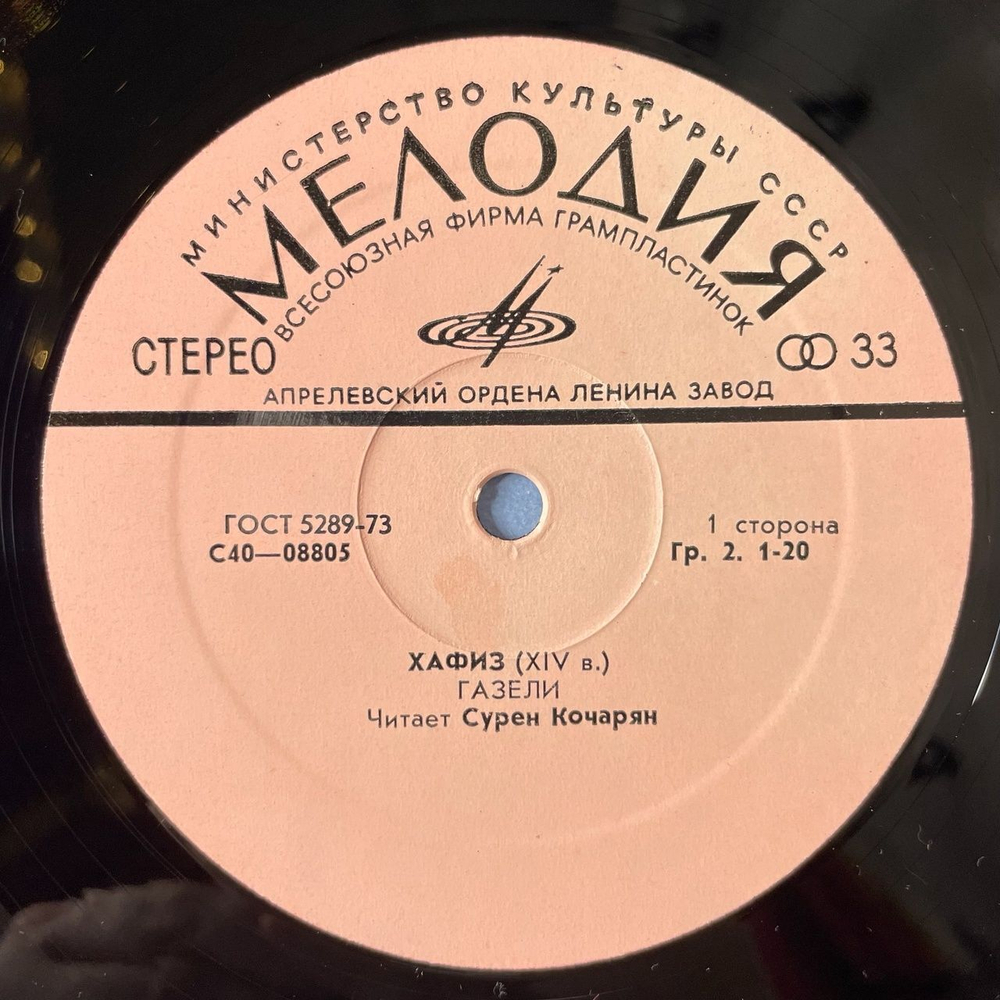 МИНИСТЕРСТВО КУЛЬТУРЫ СССР
МЕЛОДИЯ
ВСЕСОЮЗНАЯ ФИРМА ГРАМПЛАСТИНОК
СТЕРЕО
33
АПРЕЛЕВСКИЙ ОРДЕНА ЛЕНИНА ЗАВОД
ГОСТ 5289-73
С40—08805
1 сторона
Гр. 2. 1-20
ХАФИЗ (XIV в.)
ГАЗЕЛИ
Читает Сурен Кочарян